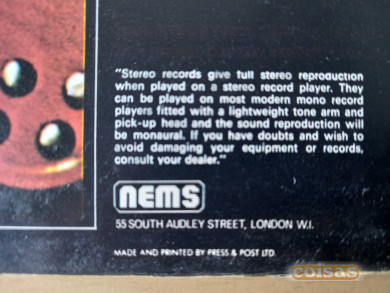 "Stereo records give full stereo reproduction
when played on a stereo record player. They
can be played on most modern mono record
players fitted with a lightweight tone arm and
pick-up head and the sound reproduction will
be monaural. If you have doubts and wish to
avoid damaging your equipment or records,
consult your dealer."
nems
55 SOUTH AUDLEY STREET, LONDON W.I.
MADE AND PRINTED BY PRESS & POST LTD.
coisas